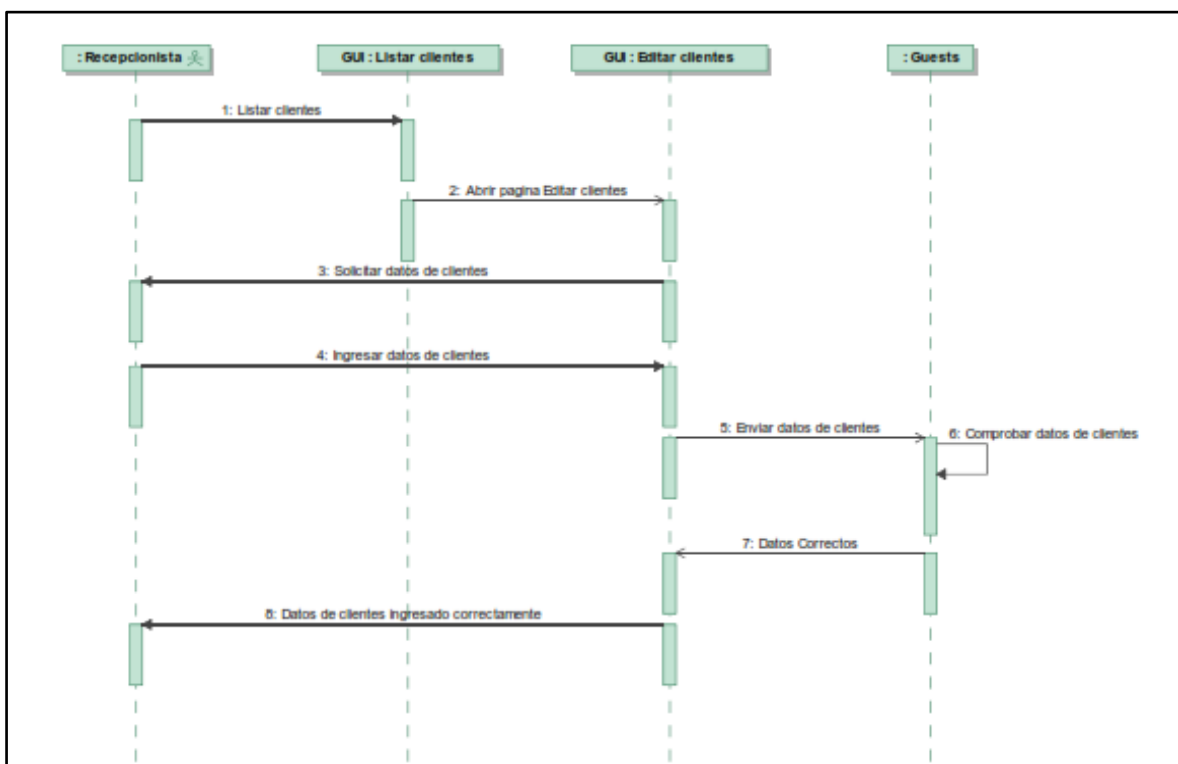 : Recepcionista
GUI : Listar clientes
GUI : Editar clientes
: Guests
1: Listar clientes
2: Abrir pagina Editar clientes
3: Solicitar datos de clientes
4: Ingresar datos de clientes
5: Enviar datos de clientes
6: Comprobar datos de clientes
7: Datos Correctos
8: Datos de clientes ingresado correctamente